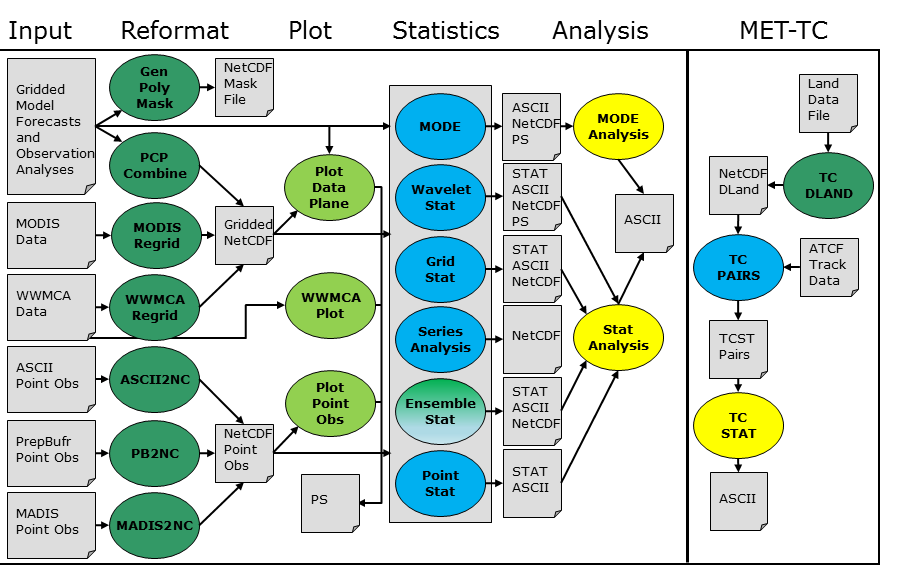 Input
Reformat
Plot
Statistics
Analysis
MET-TC
Gridded
Model
Forecasts
and
Observation
Analyses
MODIS
Data
WWMCA
Data
ASCII
Point Obs
PrepBufr
Point Obs
MADIS
Point Obs
Gen
Poly
Mask
PCP
Combine
MODIS
Regrid
WWMCA
Regrid
ASCII2NC
PB2NC
MADIS2NC
NetCDF
Mask
File
Gridded
NetCDF
NetCDF
Point
Obs
Plot
Data
Plane
WWMCA
Plot
Plot
Point
Obs
PS
MODE
Wavelet
Stat
Grid
Stat
Series
Analysis
Ensemble
Stat
Point
Stat
ASCII
NetCDF
PS
STAT
ASCII
NetCDF
PS
STAT
ASCII
NetCDF
NetCDF
STAT
ASCII
NetCDF
STAT
ASCII
MODE
Analysis
ASCII
Stat
Analysis
Land
Data
File
TC
DLAND
NetCDF
DLand
TC
PAIRS
ATCF
Track
Data
TCST
Pairs
TC
STAT
ASCII